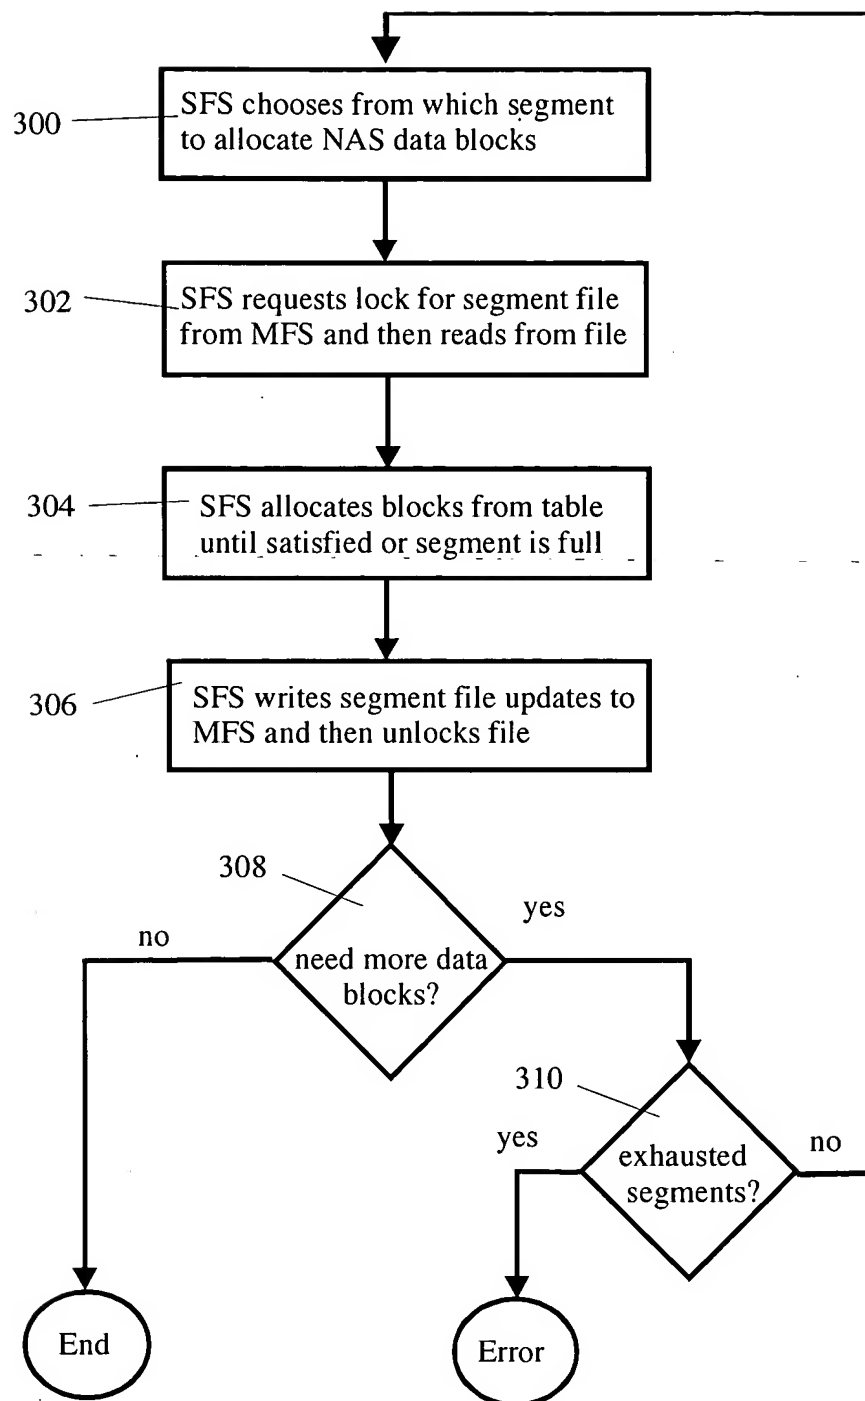 300
SFS chooses from which segment
to allocate NAS data blocks
302
SFS requests lock for segment file
from MFS and then reads from file
304
SFS allocates blocks from table
until satisfied or segment is full
306
SFS writes segment file updates to
MFS and then unlocks file
308
no
yes
need more data
blocks?
310
yes
no
exhausted
segments?
End
Error